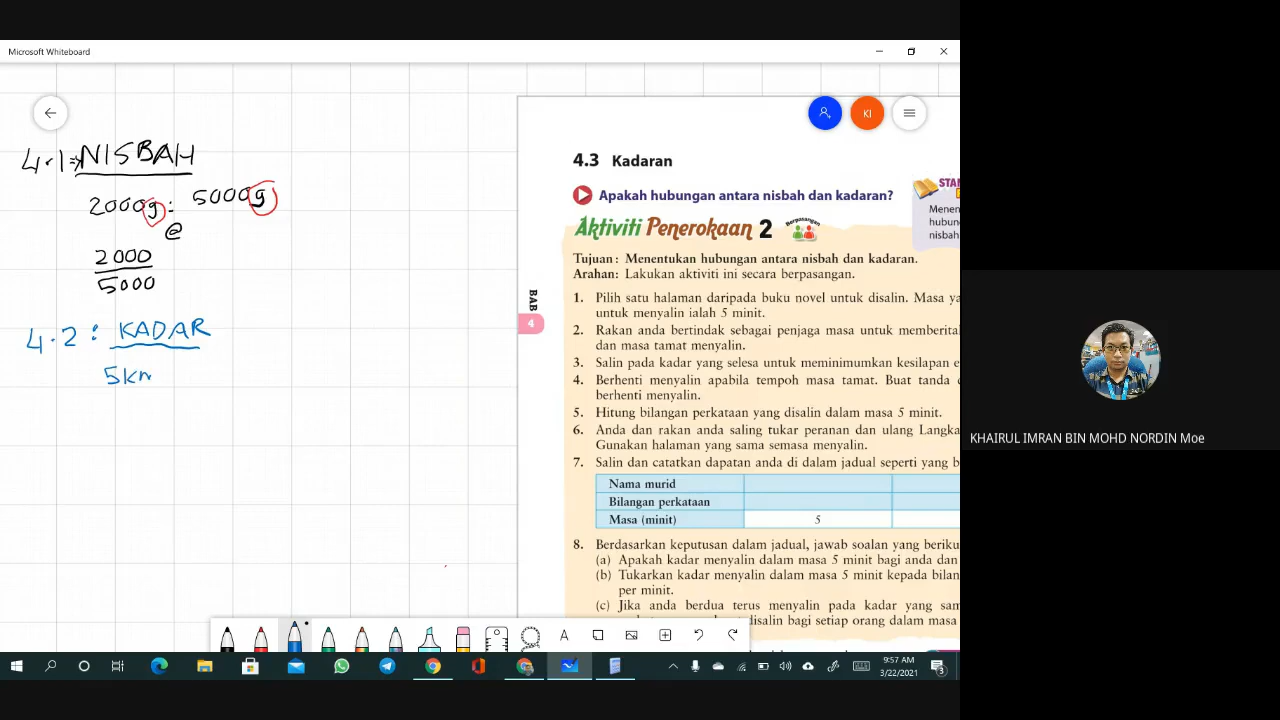 Microsoft Whiteboard
4.1 ⇒ NISBAH
2000g : 5000g
@
2000
5000
4.2 : KADAR
5km
KI
4.3 Kadaran
Apakah hubungan antara nisbah dan kadaran?
STAN
Menen
hubun
nisbah
Aktiviti Penerokaan 2
Berpasangan
Tujuan : Menentukan hubungan antara nisbah dan kadaran.
Arahan : Lakukan aktiviti ini secara berpasangan.
BAB
4
1. Pilih satu halaman daripada buku novel untuk disalin. Masa ya
untuk menyalin ialah 5 minit.
2. Rakan anda bertindak sebagai penjaga masa untuk memberital
dan masa tamat menyalin.
3. Salin pada kadar yang selesa untuk meminimumkan kesilapan e
4. Berhenti menyalin apabila tempoh masa tamat. Buat tanda
berhenti menyalin.
5. Hitung bilangan perkataan yang disalin dalam masa 5 minit.
6. Anda dan rakan anda saling tukar peranan dan ulang Langka
Gunakan halaman yang sama semasa menyalin.
7. Salin dan catatkan dapatan anda di dalam jadual seperti yang b
Nama murid
Bilangan perkataan
Masa (minit) 5
8. Berdasarkan keputusan dalam jadual, jawab soalan yang beriku
(a) Apakah kadar menyalin dalam masa 5 minit bagi anda dan
(b) Tukarkan kadar menyalin dalam masa 5 minit kepada bilan
per minit.
(c) Jika anda berdua terus menyalin pada kadar yang sam
disalin bagi setiap orang dalam masa
KHAIRUL IMRAN BIN MOHD NORDIN Moe
A
9:57 AM
3/22/2021
3